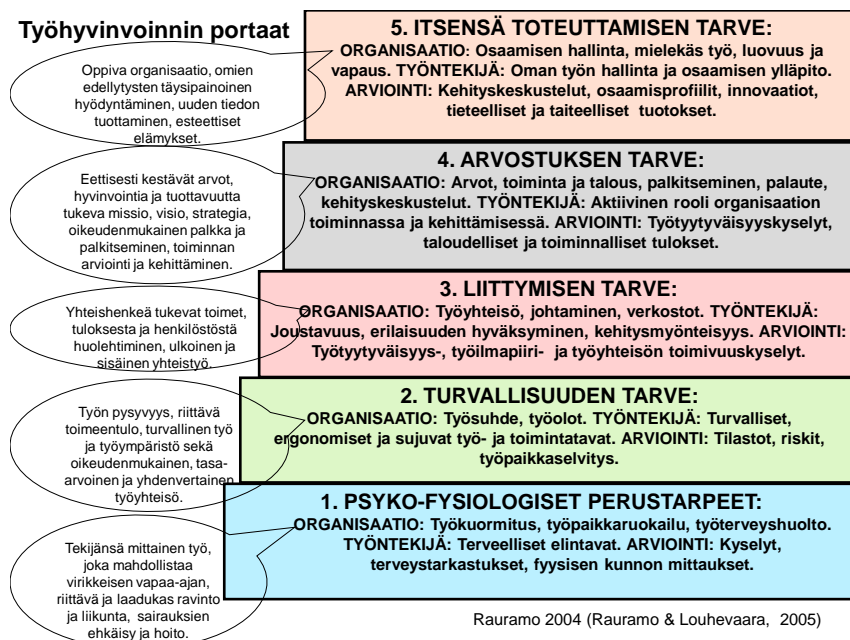 Työhyvinvoinnin portaat
5. ITSENSÄ TOTEUTTAMISEN TARVE:
ORGANISAATIO: Osaamisen hallinta, mielekäs työ, luovuus ja
vapaus. TYÖNTEKIJÄ: Oman työn hallinta ja osaamisen ylläpito.
ARVIOINTI: Kehityskeskustelut, osaamisprofiilit, innovaatiot,
tieteelliset ja taiteelliset tuotokset.
Oppiva organisaatio, omien
edellytysten täysipainoinen
hyödyntäminen, uuden tiedon
tuottaminen, esteettiset
elämykset.
4. ARVOSTUKSEN TARVE:
ORGANISAATIO: Arvot, toiminta ja talous, palkitseminen, palaute,
kehityskeskustelut. TYÖNTEKIJÄ: Aktiivinen rooli organisaation
toiminnassa ja kehittämisessä. ARVIOINTI: Työtyytyväisyyskyselyt,
taloudelliset ja toiminnalliset tulokset.
Eettisesti kestävät arvot,
hyvinvointia ja tuottavuutta
tukeva missio, visio, strategia,
oikeudenmukainen palkka ja
palkitseminen, toiminnan
arviointi ja kehittäminen.
3. LIITTYMISEN TARVE:
ORGANISAATIO: Työyhteisö, johtaminen, verkostot. TYÖNTEKIJÄ:
Joustavuus, erilaisuuden hyväksyminen, kehitysmyönteisyys. ARVIOINTI:
Työtyytyväisyys-, työilmapiiri- ja työyhteisön toimivuuskyselyt.
Yhteishenkeä tukevat toimet,
tuloksesta ja henkilöstöstä
huolehtiminen, ulkoinen ja
sisäinen yhteistyö.
2. TURVALLISUUDEN TARVE:
ORGANISAATIO: Työsuhde, työolot. TYÖNTEKIJÄ: Turvalliset,
ergonomiset ja sujuvat työ- ja toimintatavat. ARVIOINTI: Tilastot, riskit,
työpaikkaselvitys.
Työn pysyvyys, riittävä
toimeentulo, turvallinen työ
ja työympäristö sekä
oikeudenmukainen, tasa-
arvoinen ja yhdenvertainen
työyhteisö.
1. PSYKO-FYSIOLOGISET PERUSTARPEET:
ORGANISAATIO: Työkuormitus, työpaikkaruokailu, työterveyshuolto.
TYÖNTEKIJÄ: Terveelliset elintavat. ARVIOINTI: Kyselyt,
terveystarkastukset, fyysisen kunnon mittaukset.
Tekijänsä mittainen työ,
joka mahdollistaa
virikkeisen vapaa-ajan,
riittävä ja laadukas ravinto
ja liikunta, sairauksien
ehkäisy ja hoito.
Rauramo 2004 (Rauramo & Louhevaara, 2005)